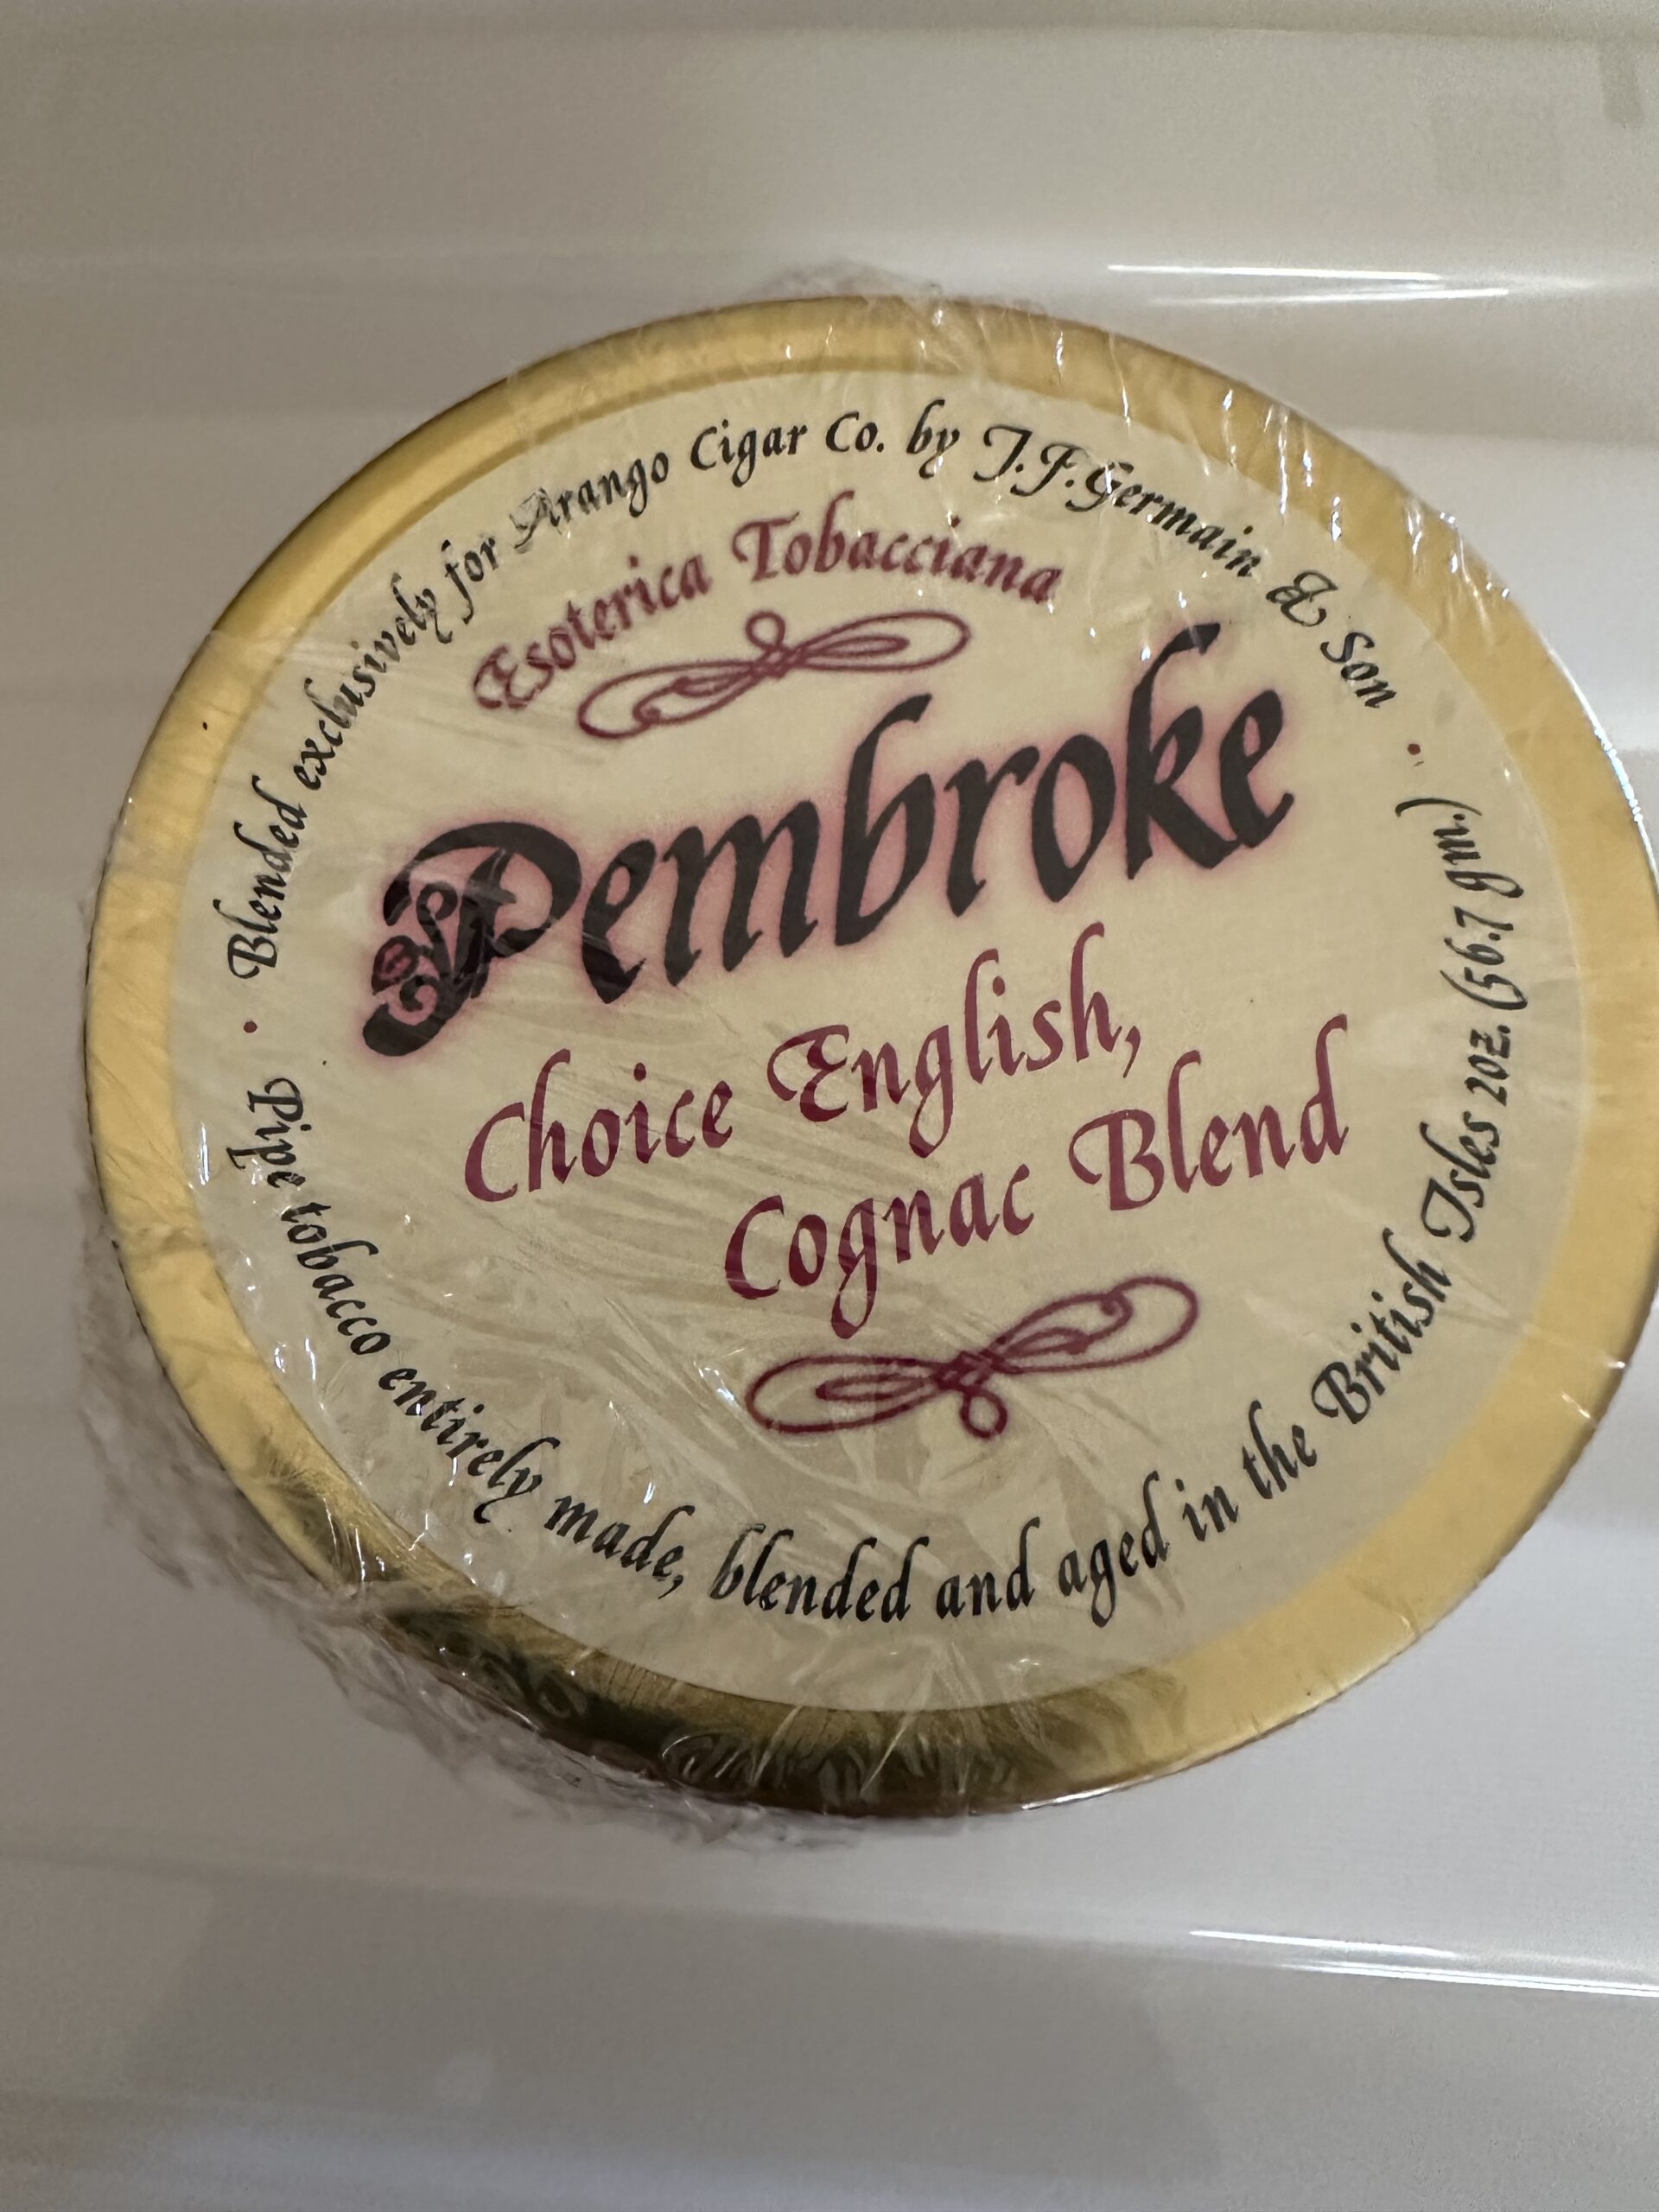 Blended exclusively for Arango Cigar Co. by J.F. Germain & Son
Esoterica Tobacciana
Pembroke
Choice English,
Cognac Blend
Pipe tobacco entirely made, blended and aged in the British Isles 2oz. (56.7 gm.)